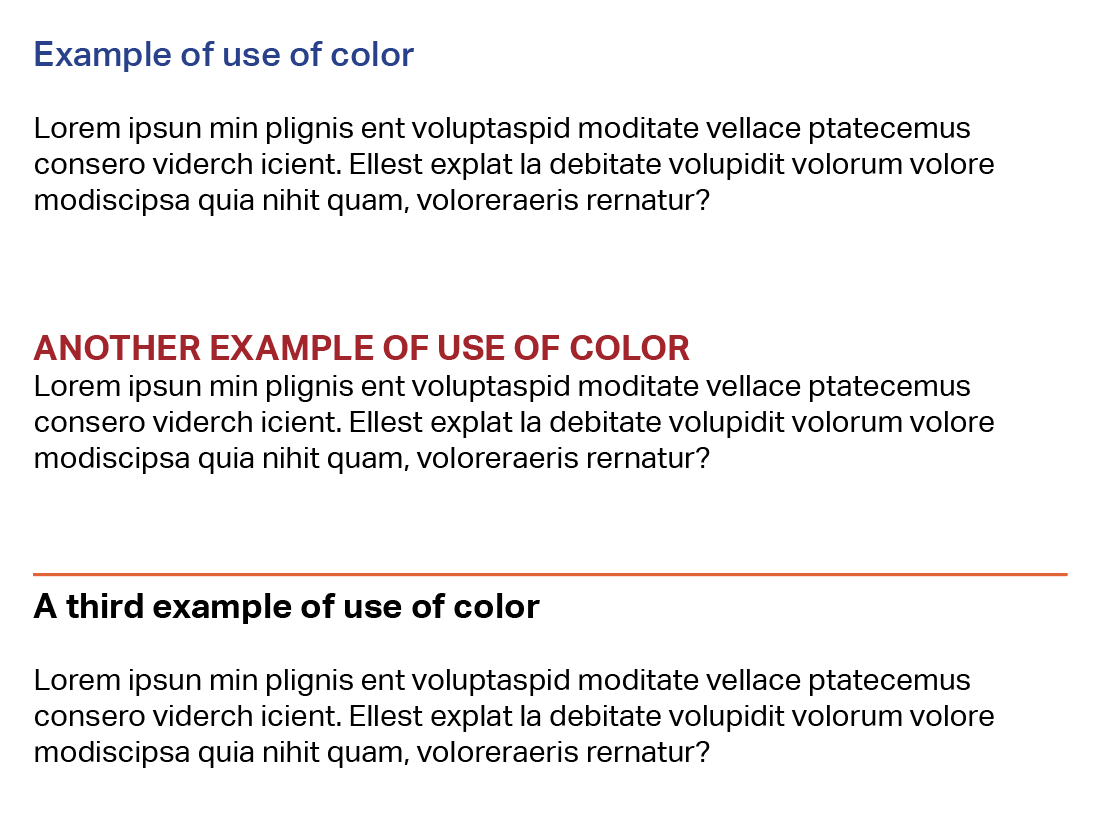 Example of use of color
Lorem ipsun min plignis ent voluptaspid moditate vellace ptatecemus
consero viderch icient. Ellest explat la debitate volupidit volorum volore
modiscipsa quia nihit quam, voloreraeris rernatur?
ANOTHER EXAMPLE OF USE OF COLOR
Lorem ipsun min plignis ent voluptaspid moditate vellace ptatecemus
consero viderch icient. Ellest explat la debitate volupidit volorum volore
modiscipsa quia nihit quam, voloreraeris rernatur?
A third example of use of color
Lorem ipsun min plignis ent voluptaspid moditate vellace ptatecemus
consero viderch icient. Ellest explat la debitate volupidit volorum volore
modiscipsa quia nihit quam, voloreraeris rernatur?